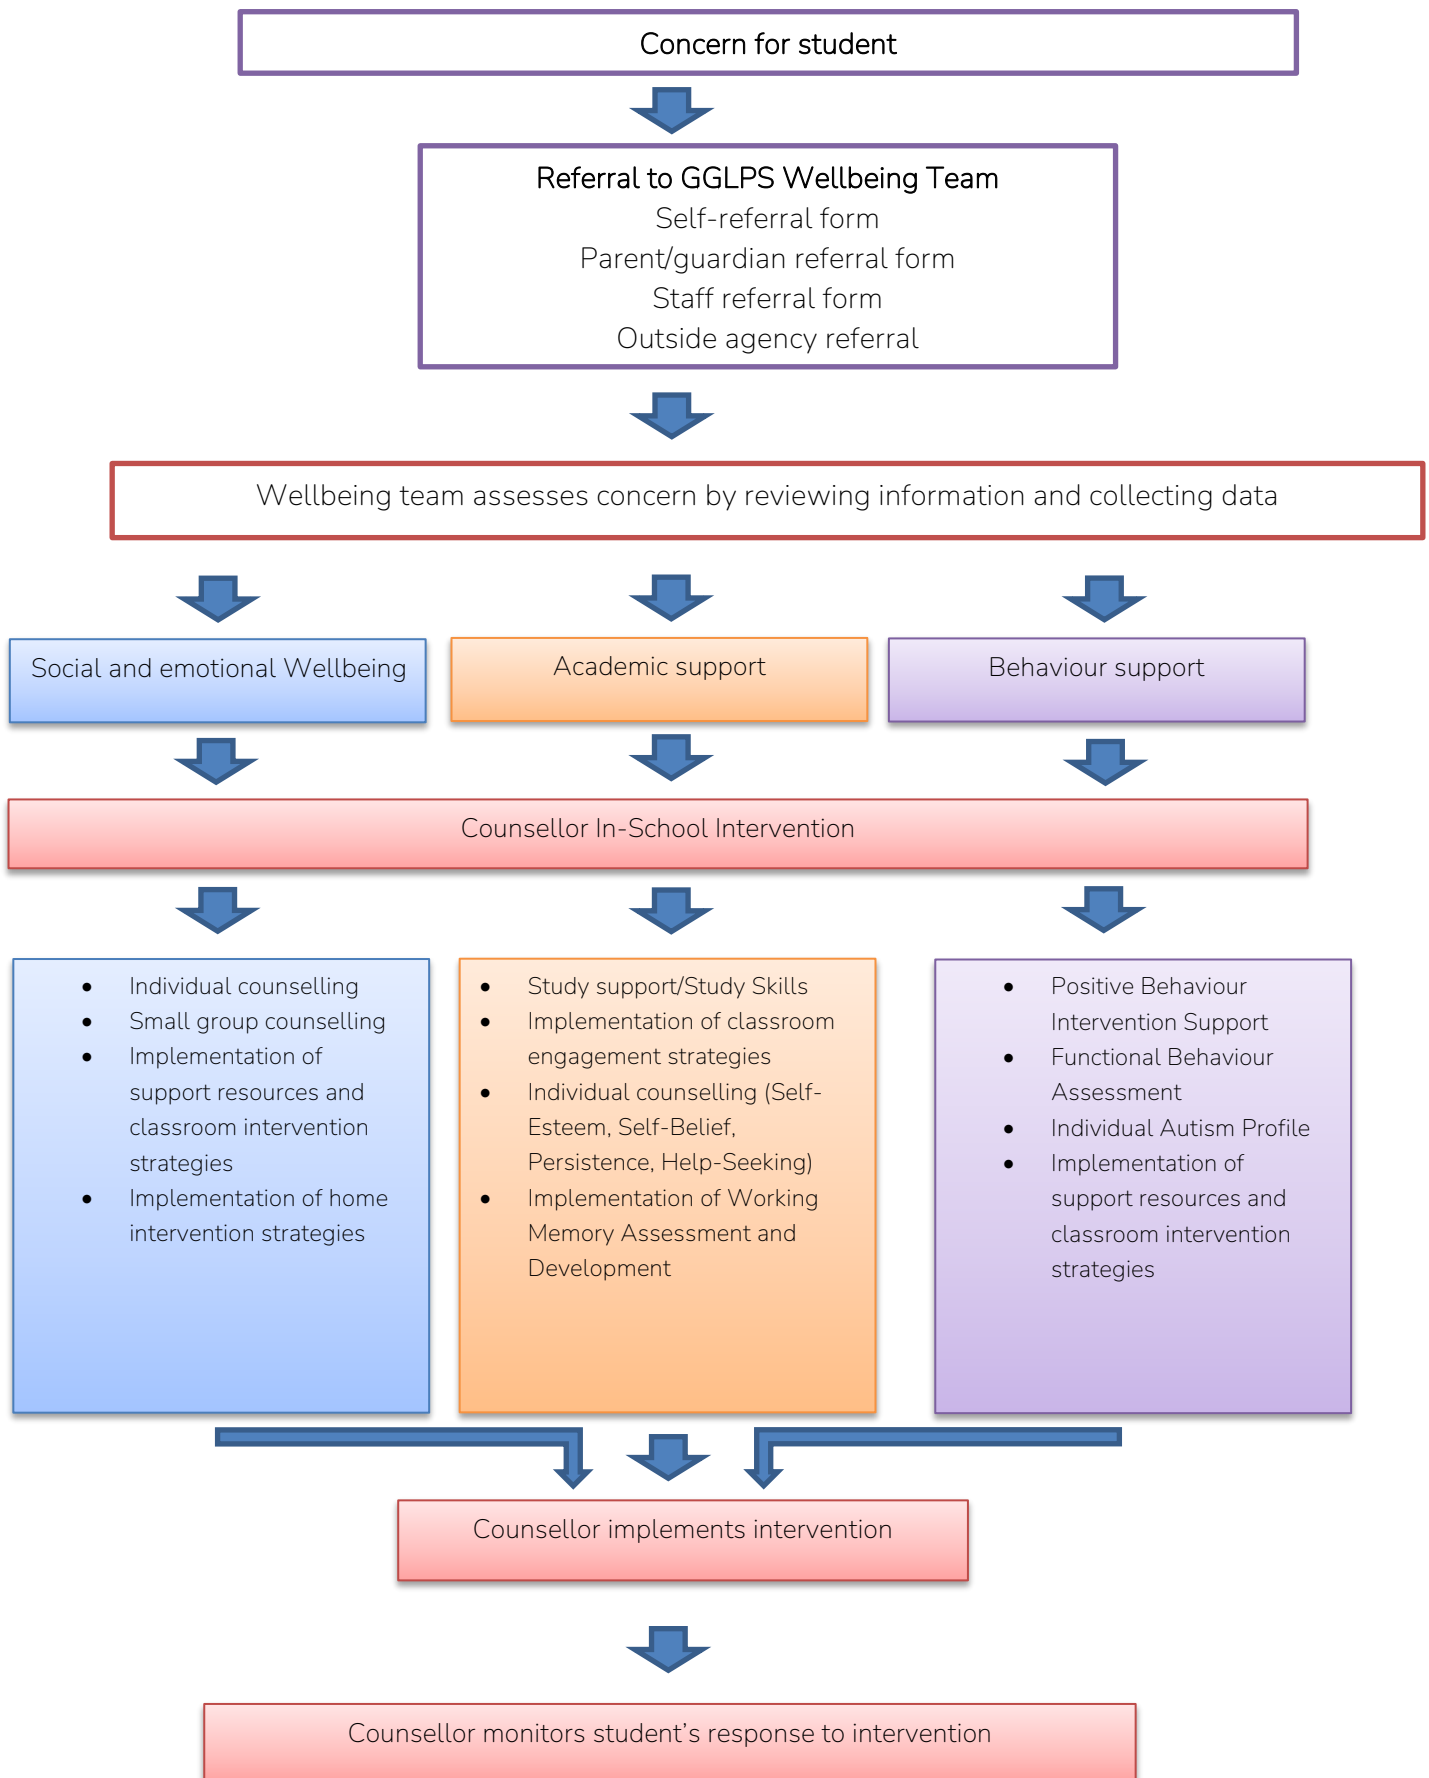 Concern for student
Referral to GGLPS Wellbeing Team
Self-referral form
Parent/guardian referral form
Staff referral form
Outside agency referral
Wellbeing team assesses concern by reviewing information and collecting data
Social and emotional Wellbeing
Academic support
Behaviour support
Counsellor In-School Intervention
• Individual counselling
• Small group counselling
• Implementation of
support resources and
classroom intervention
strategies
• Implementation of home
intervention strategies
• Study support/Study Skills
• Implementation of classroom
engagement strategies
• Individual counselling (Self-
Esteem, Self-Belief,
Persistence, Help-Seeking)
• Implementation of Working
Memory Assessment and
Development
• Positive Behaviour
Intervention Support
• Functional Behaviour
Assessment
• Individual Autism Profile
• Implementation of
support resources and
classroom intervention
strategies
Counsellor implements intervention
Counsellor monitors student’s response to intervention